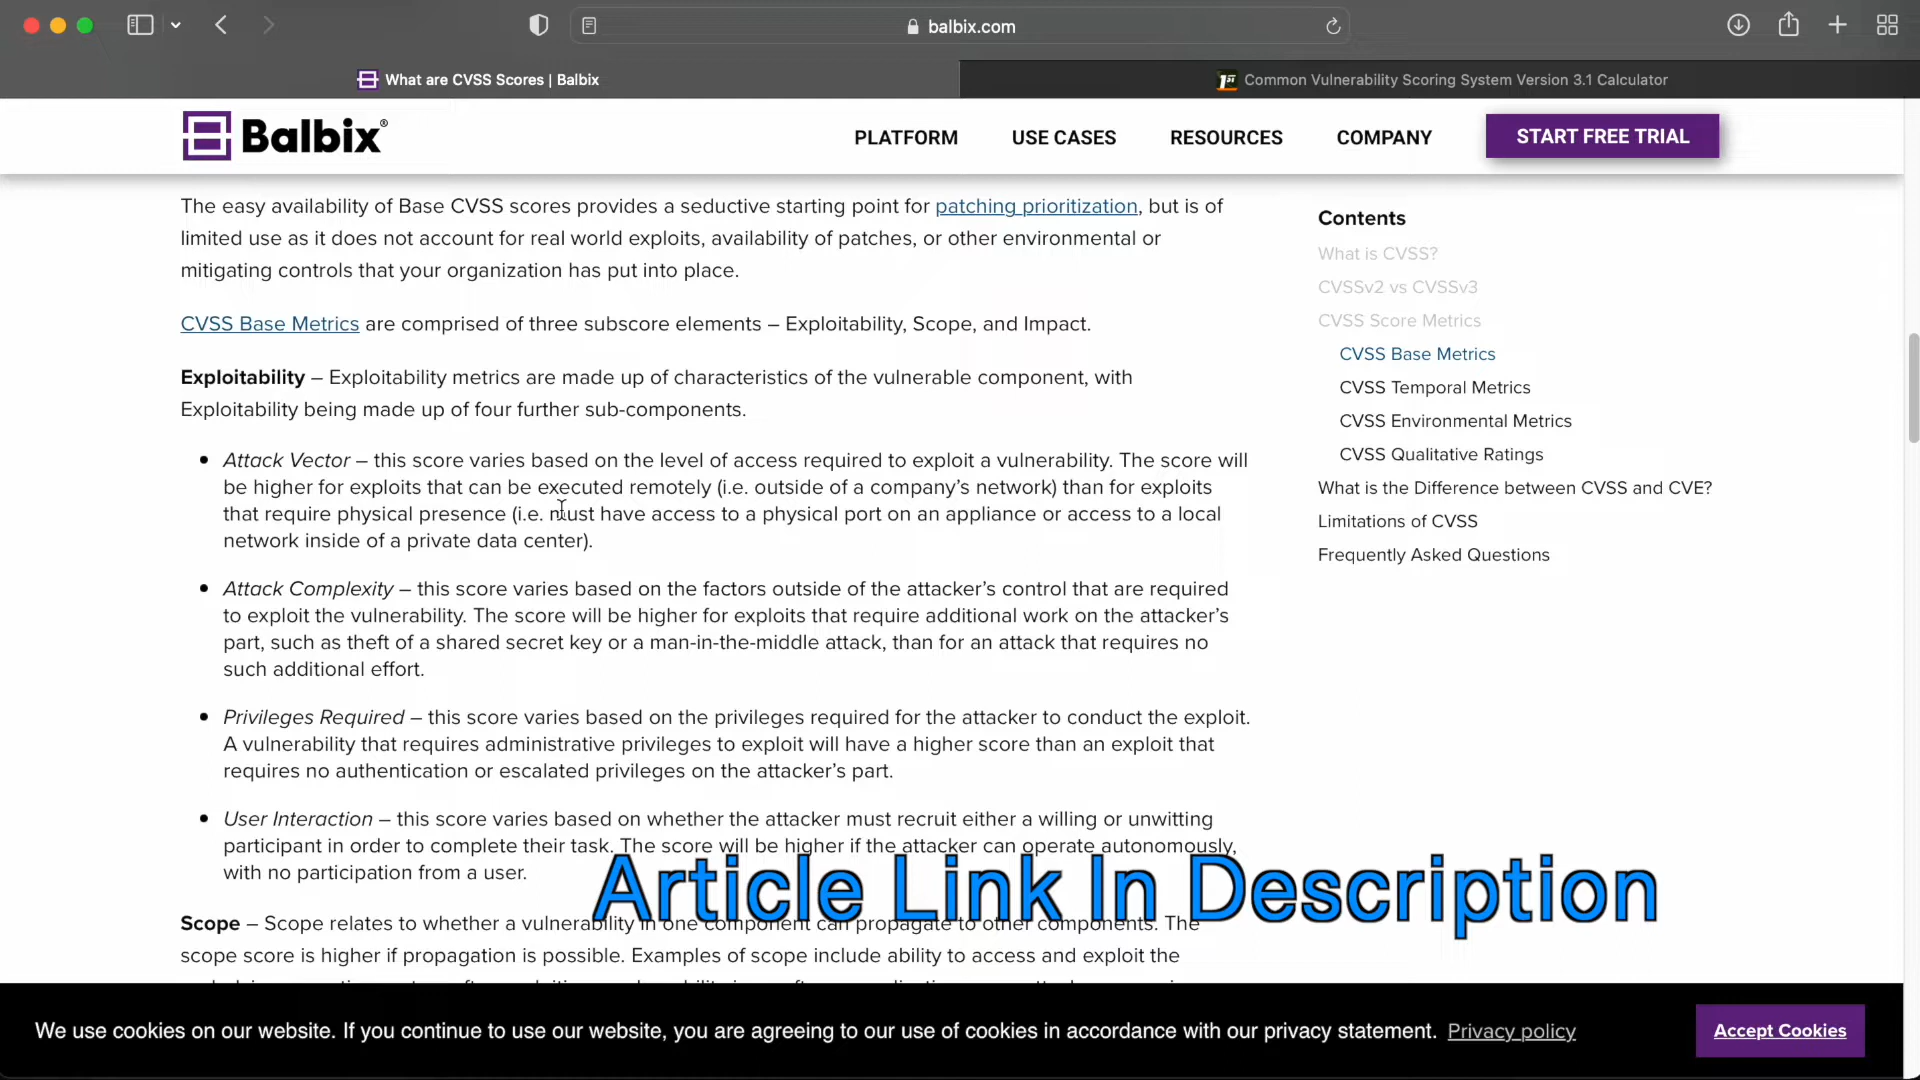 balbix.com
What are CVSS Scores | Balbix
Common Vulnerability Scoring System Version 3.1 Calculator
Balbix®
PLATFORM
USE CASES
RESOURCES
COMPANY
START FREE TRIAL
The easy availability of Base CVSS scores provides a seductive starting point for patching prioritization, but is of
limited use as it does not account for real world exploits, availability of patches, or other environmental or
mitigating controls that your organization has put into place.
CVSS Base Metrics are comprised of three subscore elements – Exploitability, Scope, and Impact.
Exploitability – Exploitability metrics are made up of characteristics of the vulnerable component, with
Exploitability being made up of four further sub-components.
Attack Vector – this score varies based on the level of access required to exploit a vulnerability. The score will
be higher for exploits that can be executed remotely (i.e. outside of a company's network) than for exploits
that require physical presence (i.e. must have access to a physical port on an appliance or access to a local
network inside of a private data center).
Attack Complexity – this score varies based on the factors outside of the attacker's control that are required
to exploit the vulnerability. The score will be higher for exploits that require additional work on the attacker's
part, such as theft of a shared secret key or a man-in-the-middle attack, than for an attack that requires no
such additional effort.
Privileges Required – this score varies based on the privileges required for the attacker to conduct the exploit.
A vulnerability that requires administrative privileges to exploit will have a higher score than an exploit that
requires no authentication or escalated privileges on the attacker's part.
User Interaction – this score varies based on whether the attacker must recruit either a willing or unwitting
participant in order to complete their task. The score will be higher if the attacker can operate autonomously,
with no participation from a user.
Scope – Scope relates to whether a vulnerability in one component can propagate to other components. The
scope score is higher if propagation is possible. Examples of scope include ability to access and exploit the
Contents
What is CVSS?
CVSSv2 vs CVSSv3
CVSS Score Metrics
CVSS Base Metrics
CVSS Temporal Metrics
CVSS Environmental Metrics
CVSS Qualitative Ratings
What is the Difference between CVSS and CVE?
Limitations of CVSS
Frequently Asked Questions
Article Link In Description
We use cookies on our website. If you continue to use our website, you are agreeing to our use of cookies in accordance with our privacy statement. Privacy policy
Accept Cookies